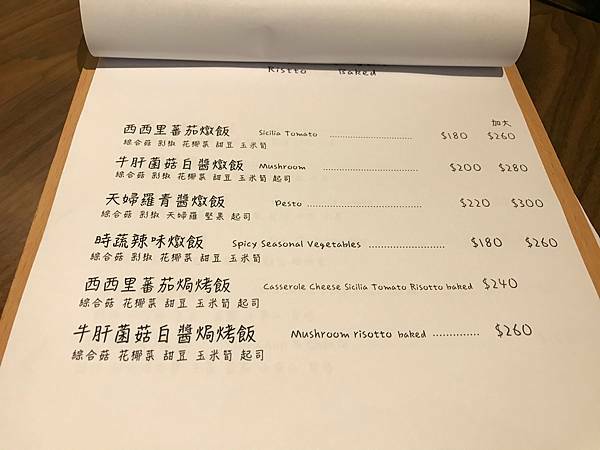 Ristto Baked
加大
西西里蕃茄燉飯 Sicilia Tomato ........................ $180 $260
綜合菇 彩椒 花椰菜 甜豆 玉米筍
牛肝菌菇白醬燉飯 Mushroom ........................ $200 $280
綜合菇 彩椒 花椰菜 甜豆 玉米筍 起司
天婦羅青醬燉飯 Pesto ............................... $220 $300
綜合菇 彩椒 天婦羅 堅果 起司
時蔬辣味燉飯 Spicy Seasonal Vegetables ..................... $180 $260
綜合菇 彩椒 花椰菜 甜豆 玉米筍
西西里蕃茄焗烤飯 Casserole Cheese Sicilia Tomato Risotto baked $240
綜合菇 花椰菜 甜豆 玉米筍 起司
牛肝菌菇白醬焗烤飯 Mushroom risotto baked .............. $260
綜合菇 花椰菜 甜豆 玉米筍 起司